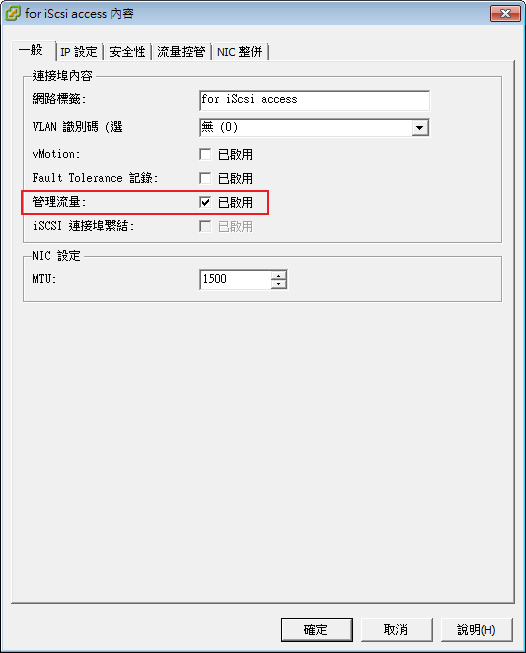 for iScsi access 內容
一般 IP 設定 安全性 流量控管 NIC 整併
連接埠內容
網路標籤: for iScsi access
VLAN 識別碼 (選 無 (0)
vMotion: 已啟用
Fault Tolerance 記錄: 已啟用
管理流量: 已啟用
iSCSI 連接埠繫結: 已啟用
NIC 設定
MTU: 1500
確定 取消 說明(H)